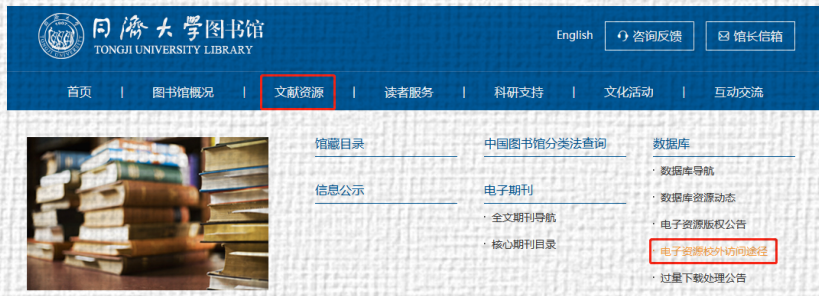 同濟大学图书馆
TONGJI UNIVERSITY LIBRARY
English 咨询反馈 馆长信箱
首页 | 图书馆概况 | 文献资源 | 读者服务 | 科研支持 | 文化活动 | 互动交流
馆藏目录 中国图书馆分类法查询 数据库
· 数据库导航
信息公示 电子期刊 · 数据库资源动态
· 全文期刊导航 · 电子资源版权公告
· 核心期刊目录 · 电子资源校外访问途径
· 过量下载处理公告